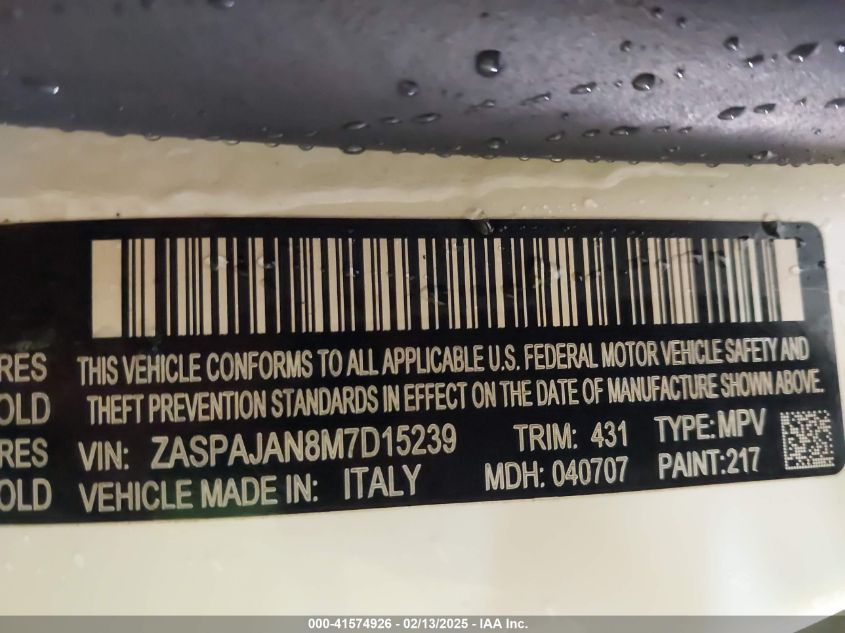 THIS VEHICLE CONFORMS TO ALL APPLICABLE U.S. FEDERAL MOTOR VEHICLE SAFETY AND
THEFT PREVENTION STANDARDS IN EFFECT ON THE DATE OF MANUFACTURE SHOWN ABOVE.
RES
OLD
RES
OLD
VIN: ZASPAJAN8M7D15239 TRIM: 431 TYPE:MPV
VEHICLE MADE IN: ITALY MDH: 040707 PAINT:217
000-41574926 - 02/13/2025 - IAA Inc.